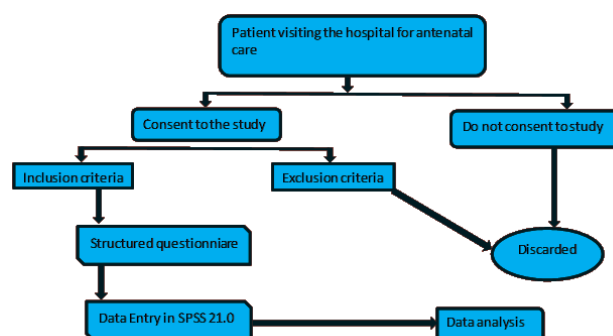 Patient visiting the hospital for antenatal
care
Consent to the study
Do not consent to study
Inclusion criteria
Exclusion criteria
Structured questionniare
Discarded
Data Entry in SPSS 21.0
Data analysis